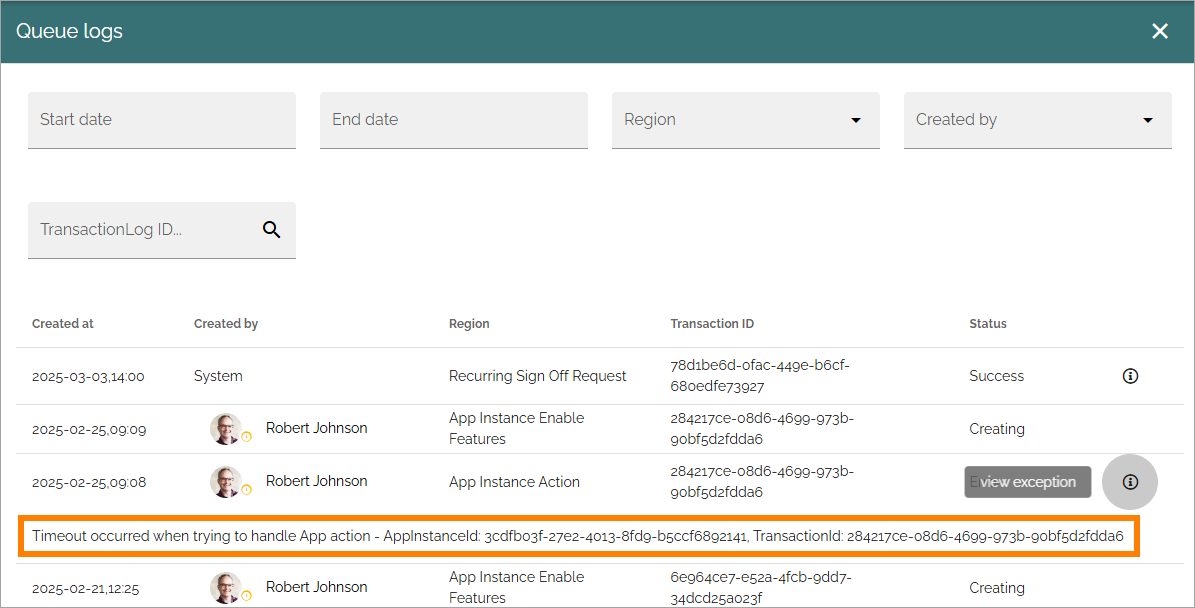 Queue logs
Start date
End date
Region
Created by
TransactionLog ID...
Created at Created by Region Transaction ID Status
2025-03-03,14:00 System Recurring Sign Off Request 78d1be6d-0fac-449e-b6cf-
680edfe73927 Success
2025-02-25,09:09 Robert Johnson App Instance Enable
Features 284217ce-08d6-4699-973b-
90bf5d2fdda6 Creating
2025-02-25,09:08 Robert Johnson App Instance Action 284217ce-08d6-4699-973b-
90bf5d2fdda6 view exception
Timeout occurred when trying to handle App action - AppInstanceId: 3cdfb03f-27e2-4013-8fd9-b5ccf6892141, TransactionId: 284217ce-08d6-4699-973b-90bf5d2fdda6
2025-02-21,12:25 Robert Johnson App Instance Enable
Features 6e964ce7-e52a-4fcb-9dd7-
34dcd25a023f Creating